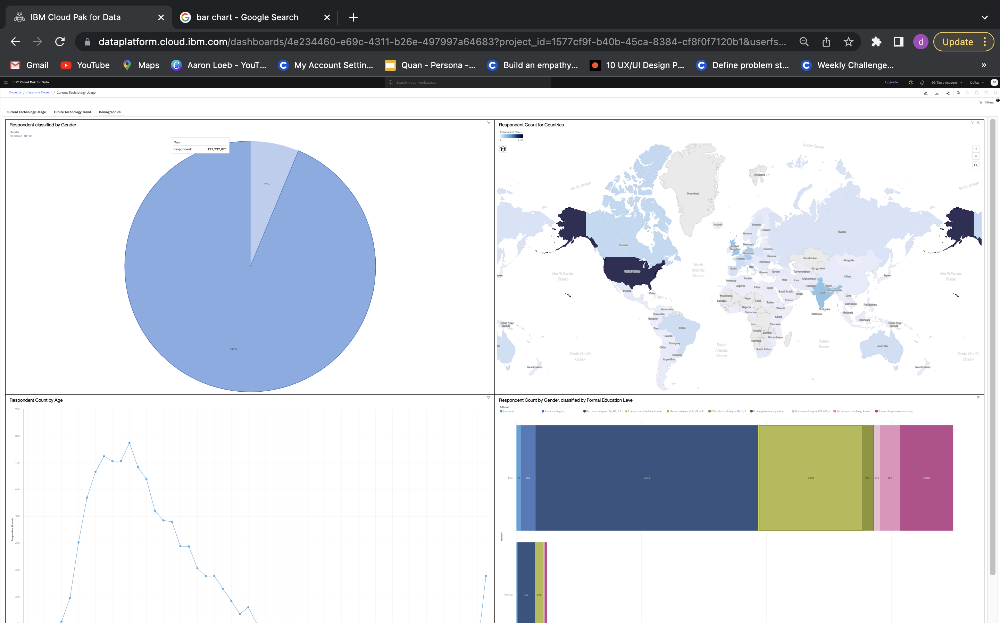 IBM Cloud Pak for Data
bar chart - Google Search
dataplatform.cloud.ibm.com/dashboards/4e234460-e69c-4311-b26e-497997a64683?project_id=1577cf9f-b40b-45ca-8384-cf8f0f7120b1&userfs...
d
Update
Gmail
YouTube
Maps
Aaron Loeb - YouT...
My Account Settin...
Quan - Persona -...
Build an empathy...
10 UX/UI Design P...
Define problem st...
Weekly Challenge...
»
IBM Cloud Pak for Data
Search in your workspaces
Upgrade
Đỗ Tân's Account
Dallas
ĐT
Projects / Capstone Project / Current Technology Usage
Filters
1
Current Technology Usage
Future Technology Trend
Demographics
Respondent classified by Gender
Gender
Woman Man
Man
Respondent: 131,232,821
6.3%
93.7%
Respondent Count for Countries
Respondent (Cou...
1
Arctic Ocean
Svalbard
Arctic Ocean
Arctic Ocean
Greenland
Iceland
Sweden
Finland
Norway
Russia
Canada
United Kingdom
Denmark
Belarus
Germany
France
Ukraine
Kazakhstan
Mongolia
Romania
North Pacific Ocean
North Atlantic Ocean
United States
Spain
Italy
Greece
Turkey
Turkmenistan
Kyrgyzstan
China
Japan
North Pacific Ocean
apan
Morocco
Tunisia
Iraq
Iran
Afghanistan
Algeria
Libya
Egypt
Pakistan
Nepal
Bangladesh
Mexico
Cuba
Saudi Arabia
Oman
India
Laos
Mauritania
Niger
Chad
Sudan
Yemen
Senegal
Cambodia
Philippines
Nigeria
Ethiopia
Sri Lanka
Venezuela
Cameroon
Maldives
Malaysia
Colombia
Ecuador
Kenya
Indonesia
Papua New Guinea
Papua New Guinea
Peru
Brazil
Tanzania
Angola
Zambia
Bolivia
Mozambique
Namibia
Paraguay
South Atlantic Ocean
Indian Ocean
Australia
lia
Chile
South Africa
South Pacific Ocean
Uruguay
Argentina
South Pacific Ocean
New Zealand
New Zealand
Respondent Count by Age
900
800
700
600
500
400
300
200
Respondent (Count)
Respondent Count by Gender, classified by Formal Education Level
EdLevel
(no value)
Associate degree
Bachelor's degree (BA, BS, B.E...
I never completed any formal ...
Master's degree (MA, MS, M.E...
Other doctoral degree (Ph.D, E...
Primary/elementary school
Professional degree (JD, MD, e...
Secondary school (e.g. Americ...
Some college/university study ...
Gender
Man
99
357
5,341
2,484
241
144
482
1,280
Woman
412
191